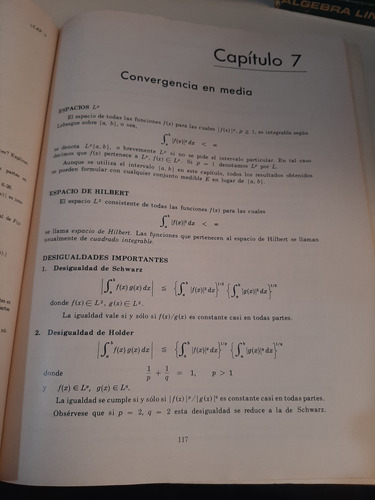 ALGEBRA LIN
Capítulo 7
Convergencia en media
ESPACIOS Lᵖ
El espacio de todas las funciones f(x) para las cuales |f(x)|ᵖ, p ≧ 1, es integrable según
Lebesgue sobre [a, b], o sea,
∫ₐᵇ |f(x)|ᵖ dx < ∞
se denota Lᵖ[a, b], o brevemente Lᵖ si no se pide el intervalo particular. En tal caso
decimos que f(x) pertenece a Lᵖ, f(x) ∈ Lᵖ. Si p = 1 denotamos Lᵖ por L.
Aunque se utiliza el intervalo [a, b] en este capítulo, todos los resultados obtenidos
se pueden formular con cualquier conjunto medible E en lugar de [a, b].
ESPACIO DE HILBERT
El espacio L² consistente de todas las funciones f(x) para las cuales
∫ₐᵇ |f(x)|² dx < ∞
se llama espacio de Hilbert. Las funciones que pertenecen al espacio de Hilbert se llaman
usualmente de cuadrado integrable.
DESIGUALDADES IMPORTANTES
1. Desigualdad de Schwarz
|∫ₐᵇ f(x) g(x) dx| ≦ {∫ₐᵇ |f(x)|² dx}^1/2 {∫ₐᵇ |g(x)|² dx}^1/2
donde f(x) ∈ L², g(x) ∈ L².
La igualdad vale si y sólo si f(x)/g(x) es constante casi en todas partes.
2. Desigualdad de Holder
|∫ₐᵇ f(x) g(x) dx| ≦ {∫ₐᵇ |f(x)|ᵖ dx}^1/p {∫ₐᵇ |g(x)|^q dx}^1/q
donde 1/p + 1/q = 1, p > 1
y f(x) ∈ Lᵖ, g(x) ∈ L^q.
La igualdad se cumple si y sólo si |f(x)|ᵖ/|g(x)|^q es constante casi en todas partes.
Obsérvese que si p = 2, q = 2 esta desigualdad se reduce a la de Schwarz.
117